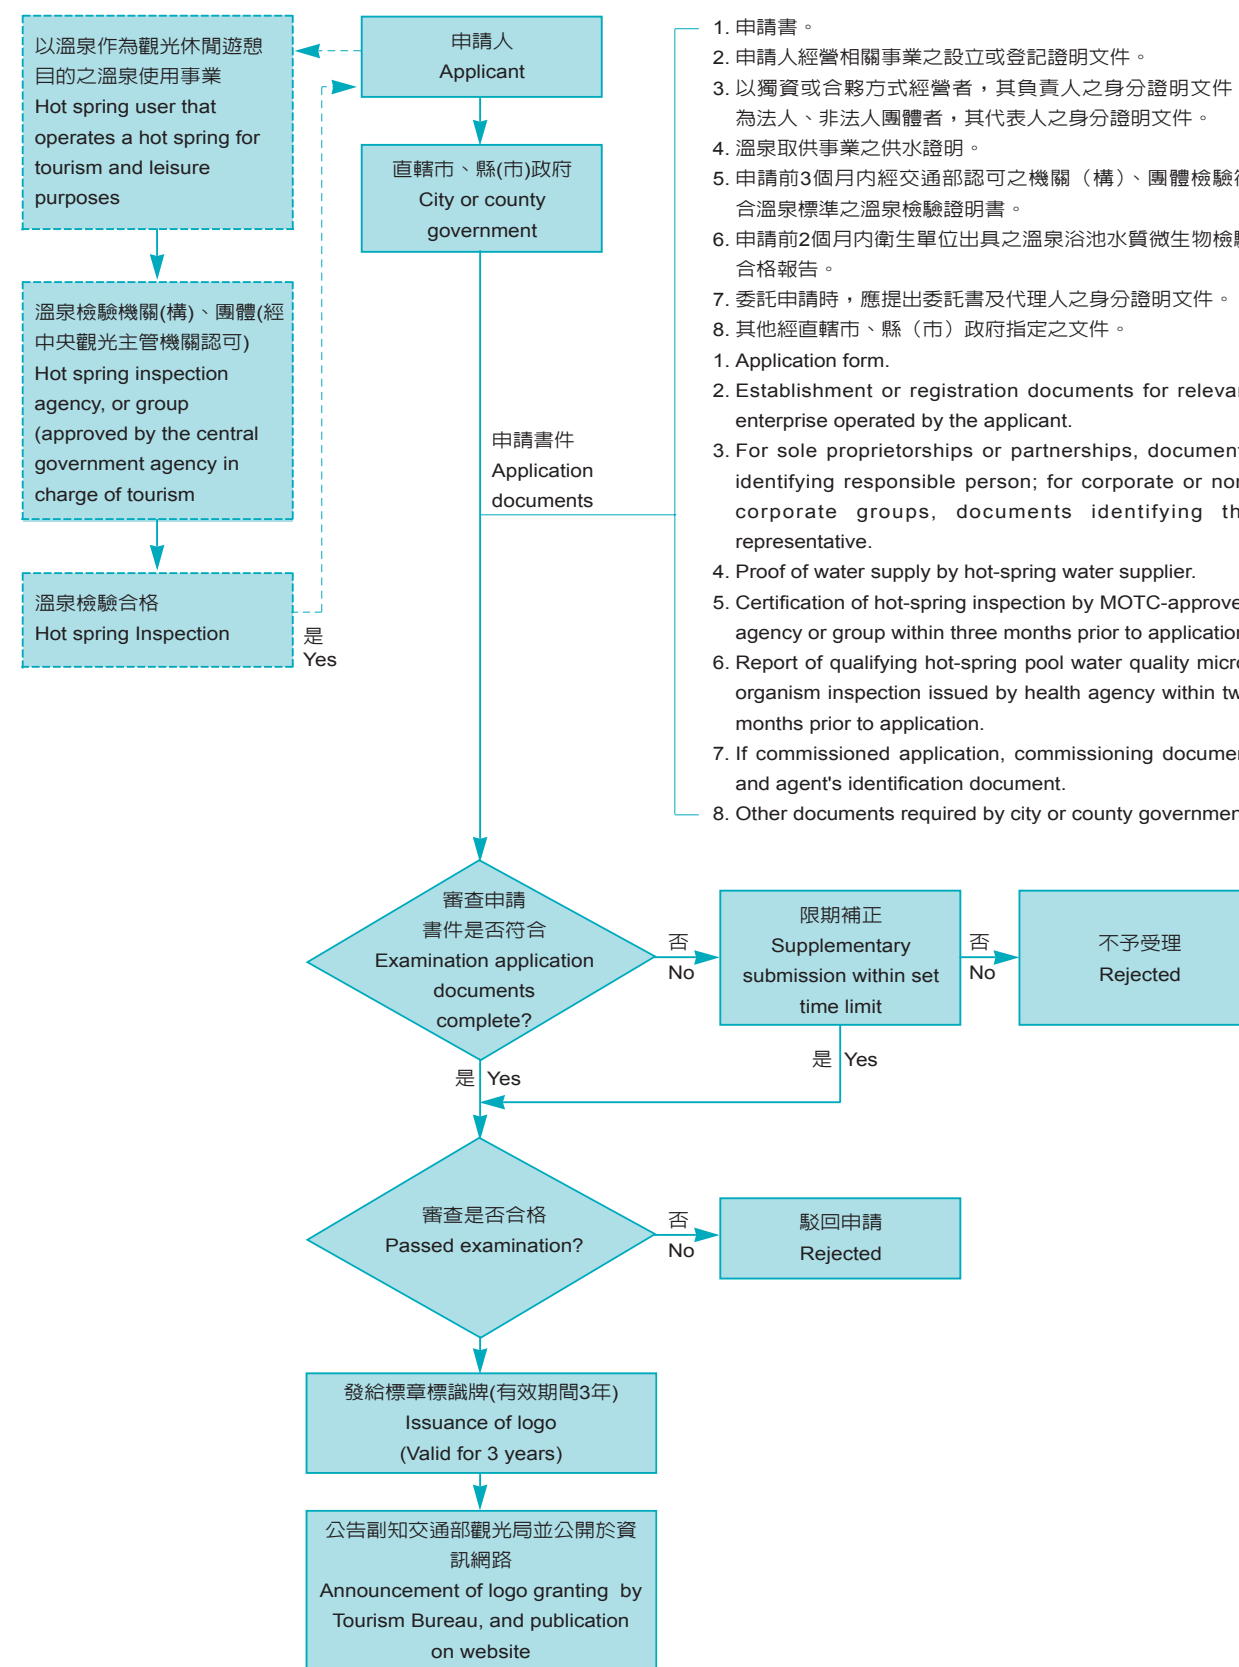 以溫泉作為觀光休閒遊憩
目的之溫泉使用事業
Hot spring user that
operates a hot spring for
tourism and leisure
purposes
申請人
Applicant
直轄市、縣(市)政府
City or county
government
溫泉檢驗機關(構)、團體(經
中央觀光主管機關認可)
Hot spring inspection
agency, or group
(approved by the central
government agency in
charge of tourism
溫泉檢驗合格
Hot spring Inspection
是
Yes
申請書件
Application
documents
1. 申請書。
2. 申請人經營相關事業之設立或登記證明文件。
3. 以獨資或合夥方式經營者，其負責人之身分證明文件
為法人、非法人團體者，其代表人之身分證明文件。
4. 溫泉取供事業之供水證明。
5. 申請前3個月內經交通部認可之機關（構）、團體檢驗
合溫泉標準之溫泉檢驗證明書。
6. 申請前2個月內衛生單位出具之溫泉浴池水質微生物檢
合格報告。
7. 委託申請時，應提出委託書及代理人之身分證明文件。
8. 其他經直轄市、縣（市）政府指定之文件。
1. Application form.
2. Establishment or registration documents for
enterprise operated by the applicant.
3. For sole proprietorships or partnerships,
identifying responsible person; for corporate or
corporate groups, documents identifying
representative.
4. Proof of water supply by hot-spring water supplier.
5. Certification of hot-spring inspection by
agency or group within three months prior to
6. Report of qualifying hot-spring pool water quality
organism inspection issued by health agency within
months prior to application.
7. If commissioned application, commissioning
and agent's identification document.
8. Other documents required by city or county
審查申請
書件是否符合
Examination application
documents
complete?
否
No
限期補正
Supplementary
submission within set
time limit
否
No
不予受理
Rejected
是 Yes
是 Yes
審查是否合格
Passed examination?
否
No
駁回申請
Rejected
發給標章標識牌(有效期間3年)
Issuance of logo
(Valid for 3 years)
公告副知交通部觀光局並公開於資
訊網路
Announcement of logo granting by
Tourism Bureau, and publication
on website